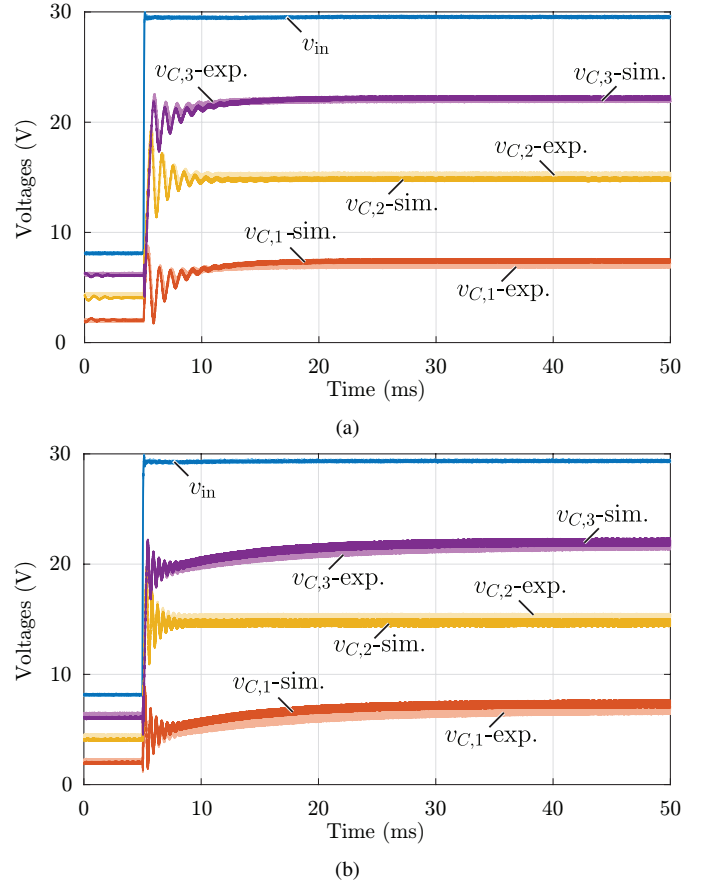 30
v_in
v_C,3-exp.
v_C,3-sim.
20
Voltages (V)
v_C,2-exp.
v_C,2-sim.
10
v_C,1-sim.
v_C,1-exp.
0
0 10 20 30 40 50
Time (ms)
(a)
30
v_in
v_C,3-sim.
20
v_C,3-exp.
Voltages (V)
v_C,2-exp.
v_C,2-sim.
10
v_C,1-sim.
v_C,1-exp.
0
0 10 20 30 40 50
Time (ms)
(b)